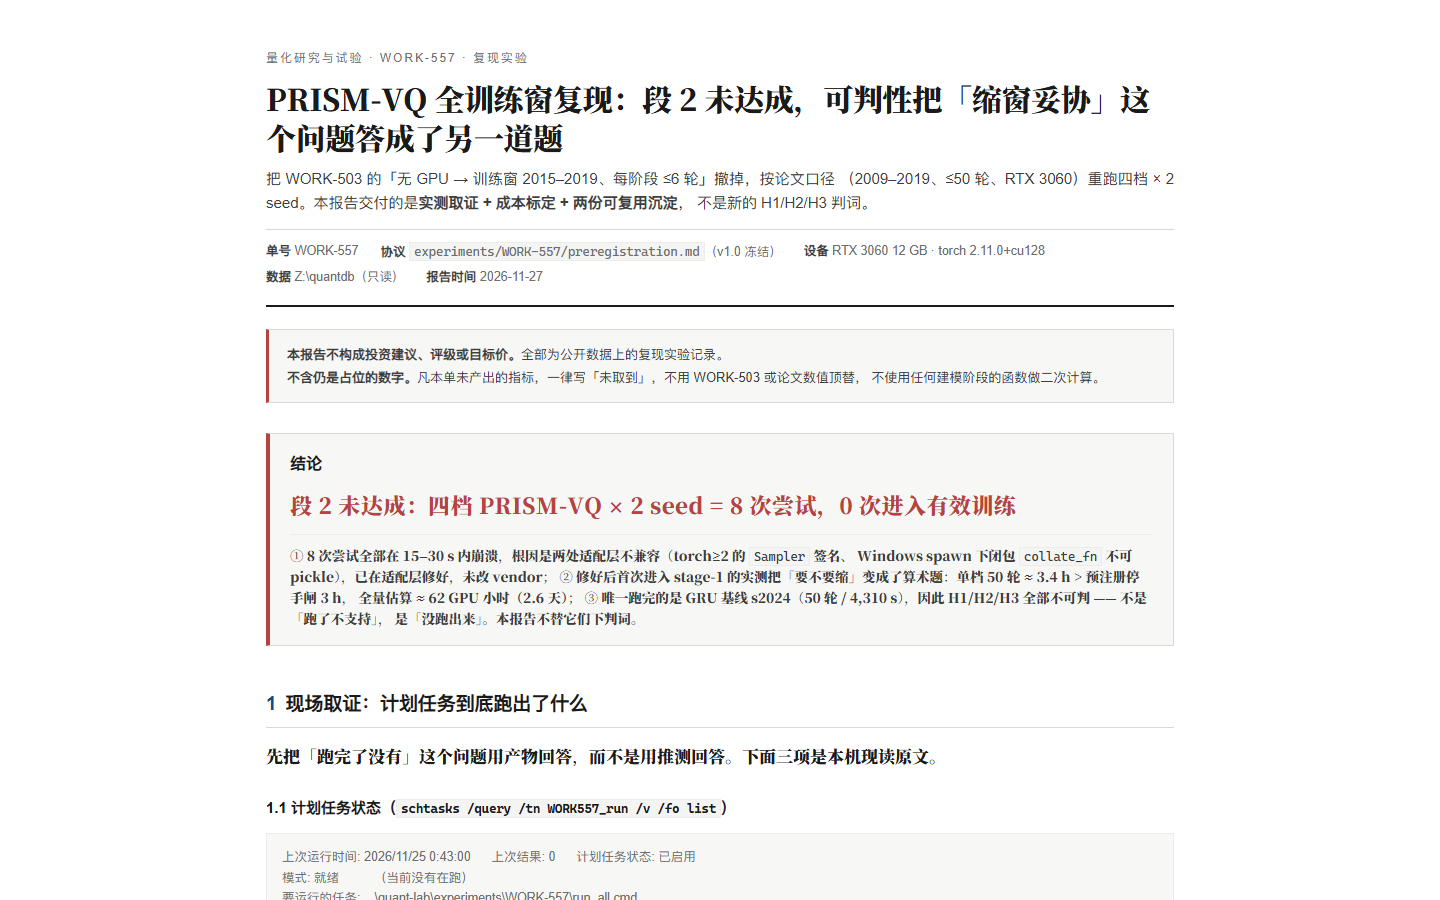 量化研究与试验 · WORK-557 · 复现实验
PRISM-VQ 全训练窗复现：段 2 未达成，可判性把「缩窗妥协」这
个问题答成了另一道题
把 WORK-503 的「无 GPU → 训练窗 2015–2019、每阶段 ≤6 轮」撤掉，按论文口径 （2009–2019、≤50 轮、RTX 3060）重跑四档 × 2
seed。本报告交付的是实测取证 + 成本标定 + 两份可复用沉淀， 不是新的 H1/H2/H3 判词。
单号 WORK-557 协议 experiments/WORK-557/preregistration.md （v1.0 冻结） 设备 RTX 3060 12 GB · torch 2.11.0+cu128
数据 Z:\quantdb（只读） 报告时间 2026-11-27
本报告不构成投资建议、评级或目标价。全部为公开数据上的复现实验记录。
不含仍是占位的数字。凡本单未产出的指标，一律写「未取到」，不用 WORK-503 或论文数值顶替， 不使用任何建模阶段的函数做二次计算。
结论
段 2 未达成：四档 PRISM-VQ × 2 seed = 8 次尝试，0 次进入有效训练
① 8 次尝试全部在 15–30 s 内崩溃，根因是两处适配层不兼容（torch≥2 的 Sampler 签名、 Windows spawn 下闭包 collate_fn 不可
pickle），已在适配层修好，未改 vendor； ② 修好后首次进入 stage-1 的实测把「要不要缩」变成了算术题：单档 50 轮 ≈ 3.4 h > 预注册停
手闸 3 h， 全量估算 ≈ 62 GPU 小时（2.6 天）； ③ 唯一跑完的是 GRU 基线 s2024（50 轮 / 4,310 s），因此 H1/H2/H3 全部不可判 —— 不是
「跑了不支持」， 是「没跑出来」。本报告不替它们下判词。
1 现场取证：计划任务到底跑出了什么
先把「跑完了没有」这个问题用产物回答，而不是用推测回答。下面三项是本机现读原文。
1.1 计划任务状态（ schtasks /query /tn WORK557_run /v /fo list ）
上次运行时间: 2026/11/25 0:43:00 上次结果: 0 计划任务状态: 已启用
模式: 就绪 （当前没有在跑）
要运行的任务: \quant-lab\experiments\WORK-557\run_all.cmd